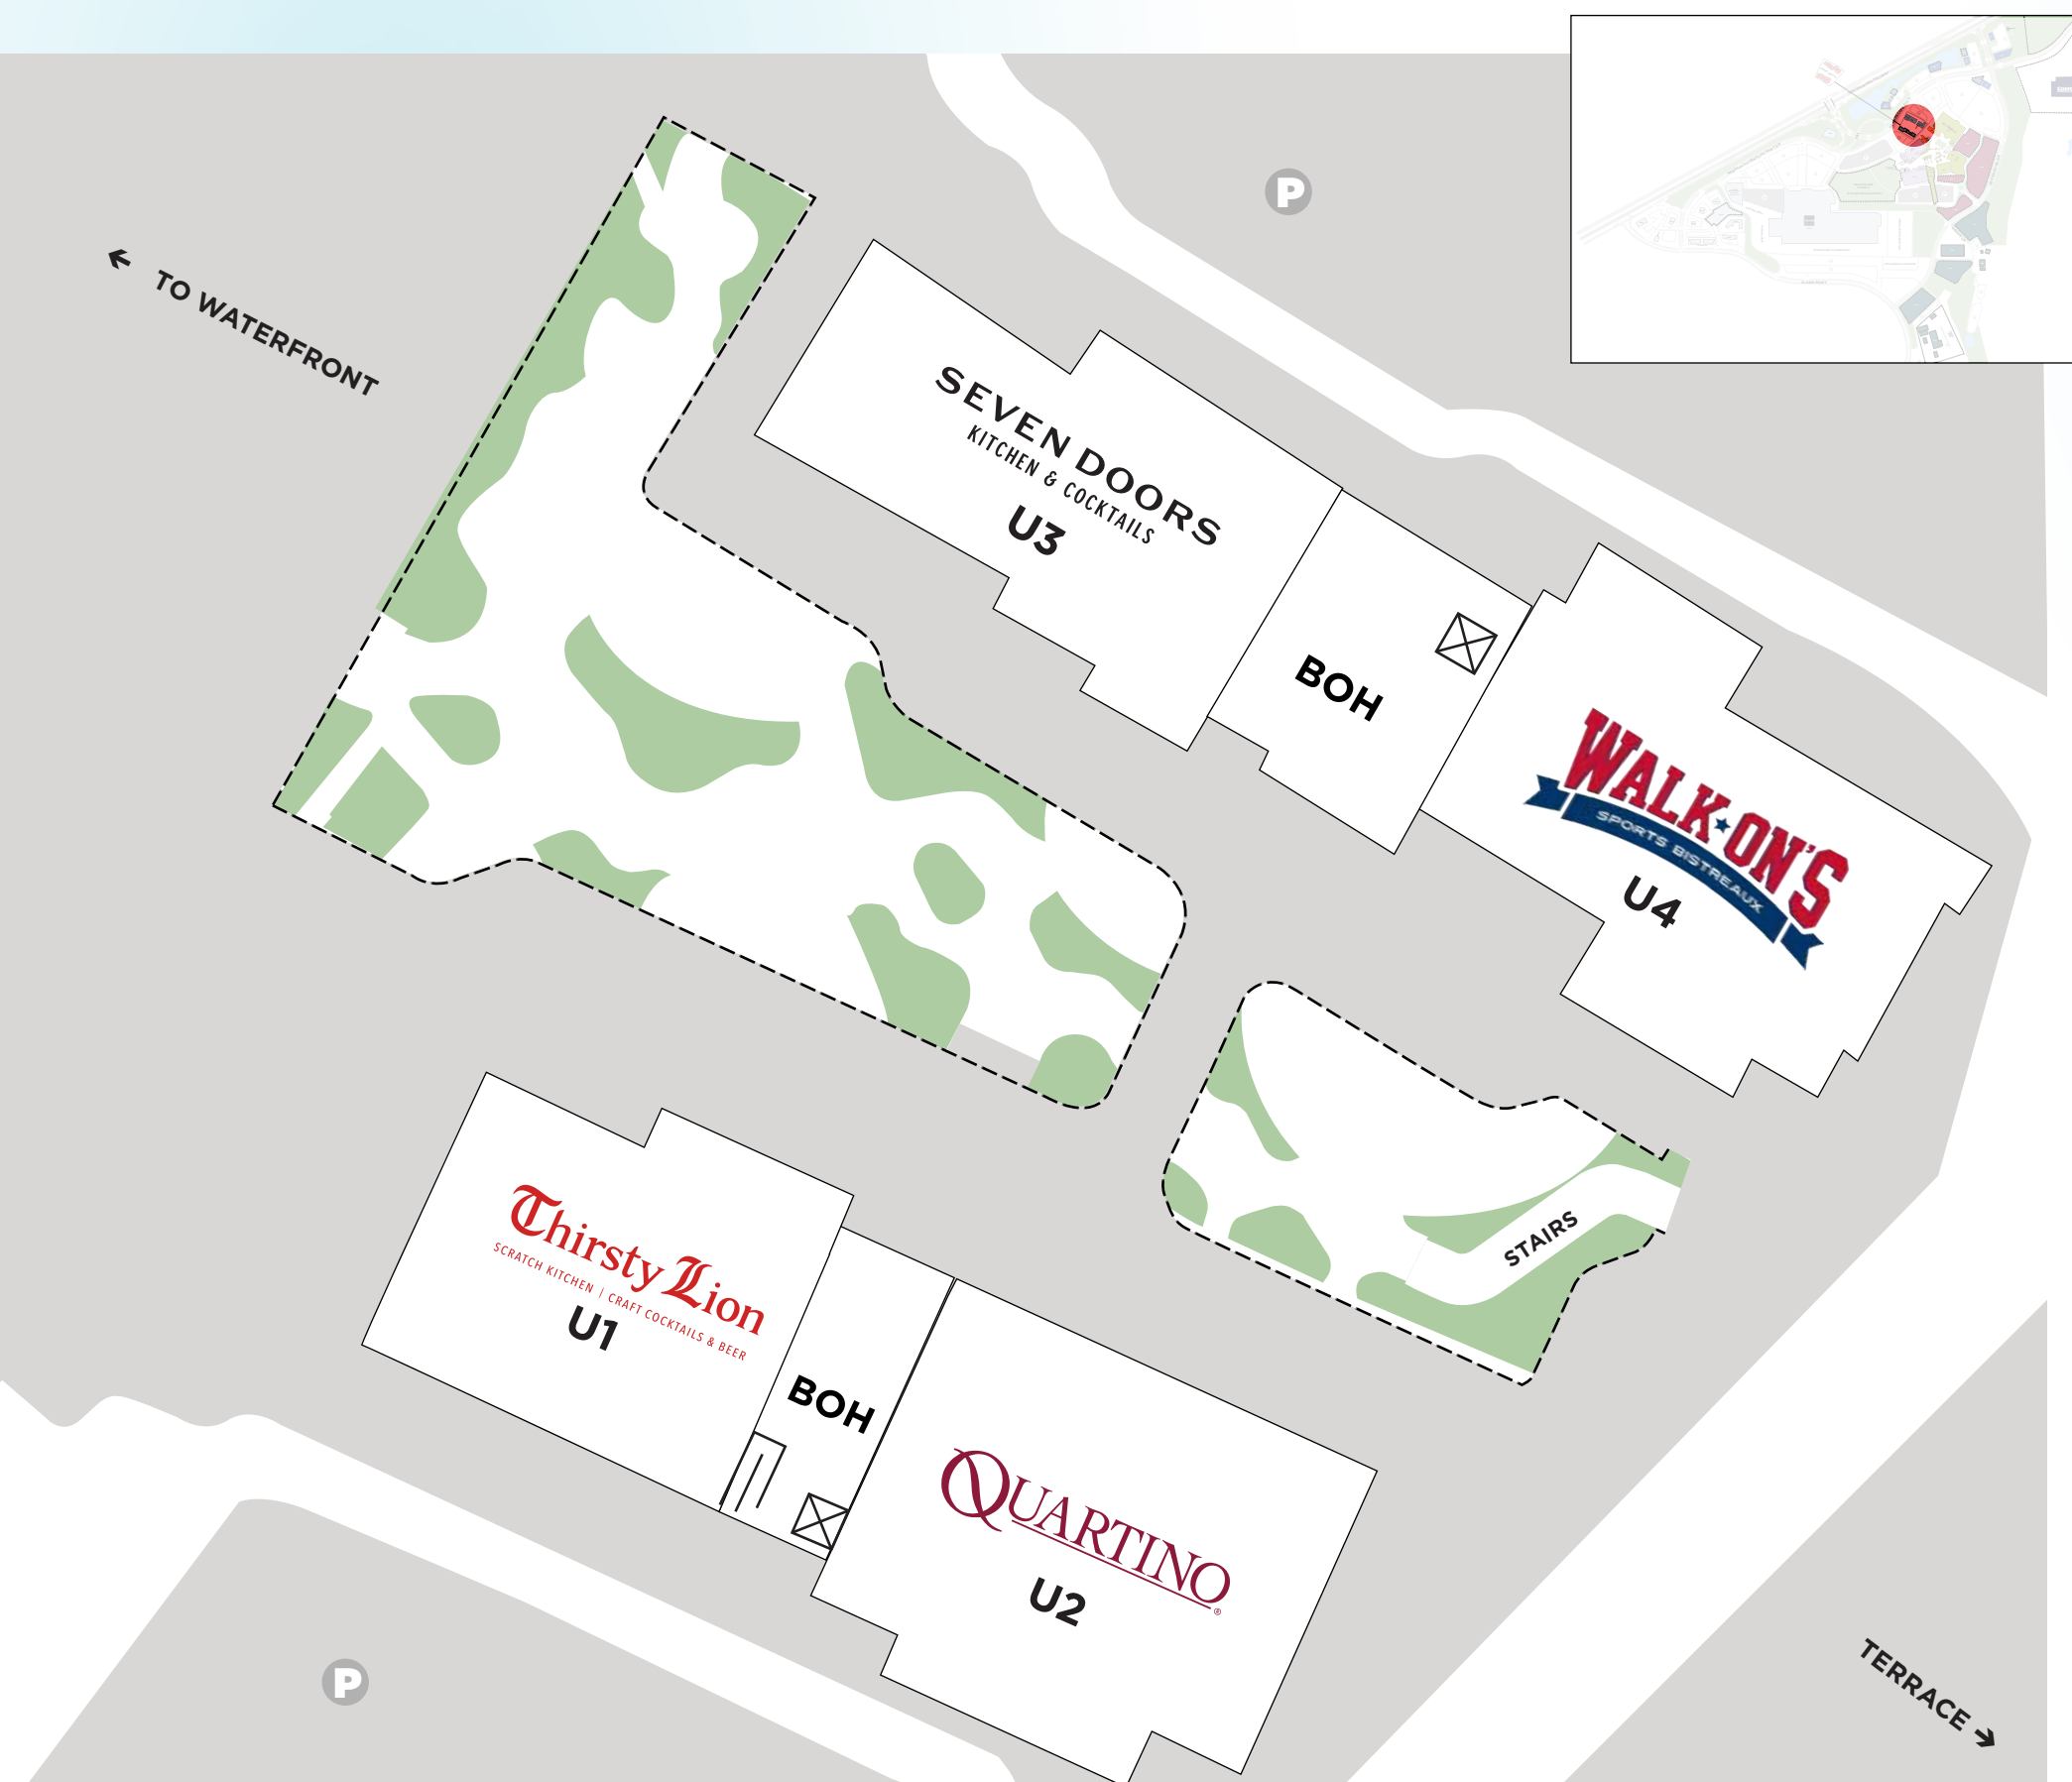 P
← TO WATERFRONT
SEVEN DOORS
KITCHEN & COCKTAILS
U3
BOH
WALK-ON'S
SPORTS BISTREAUX
U4
STAIRS
Thirsty Lion
SCRATCH KITCHEN | CRAFT COCKTAILS & BEER
U1
BOH
QUARTINO®
U2
P
TERRACE →